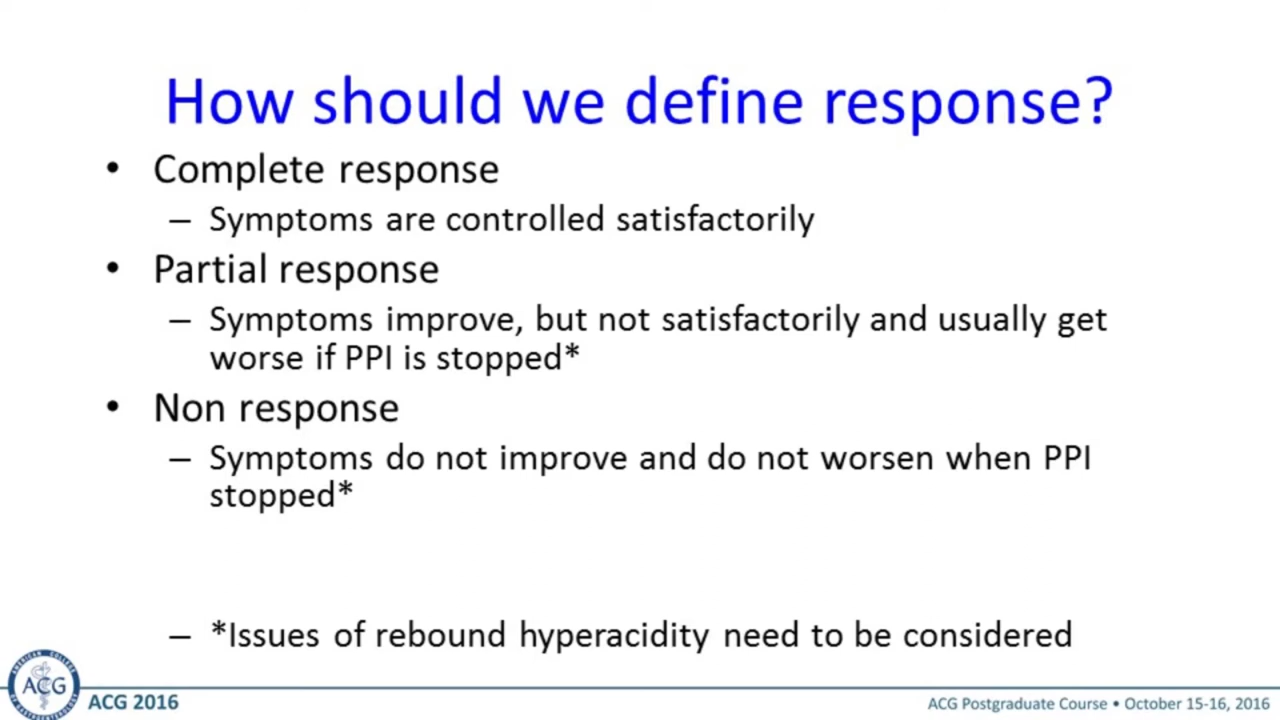 How should we define response?
• Complete response
– Symptoms are controlled satisfactorily
• Partial response
– Symptoms improve, but not satisfactorily and usually get
worse if PPI is stopped*
• Non response
– Symptoms do not improve and do not worsen when PPI
stopped*
– *Issues of rebound hyperacidity need to be considered
AMERICAN COLLEGE
ACG
ACG 2016
ACG Postgraduate Course • October 15-16, 2016